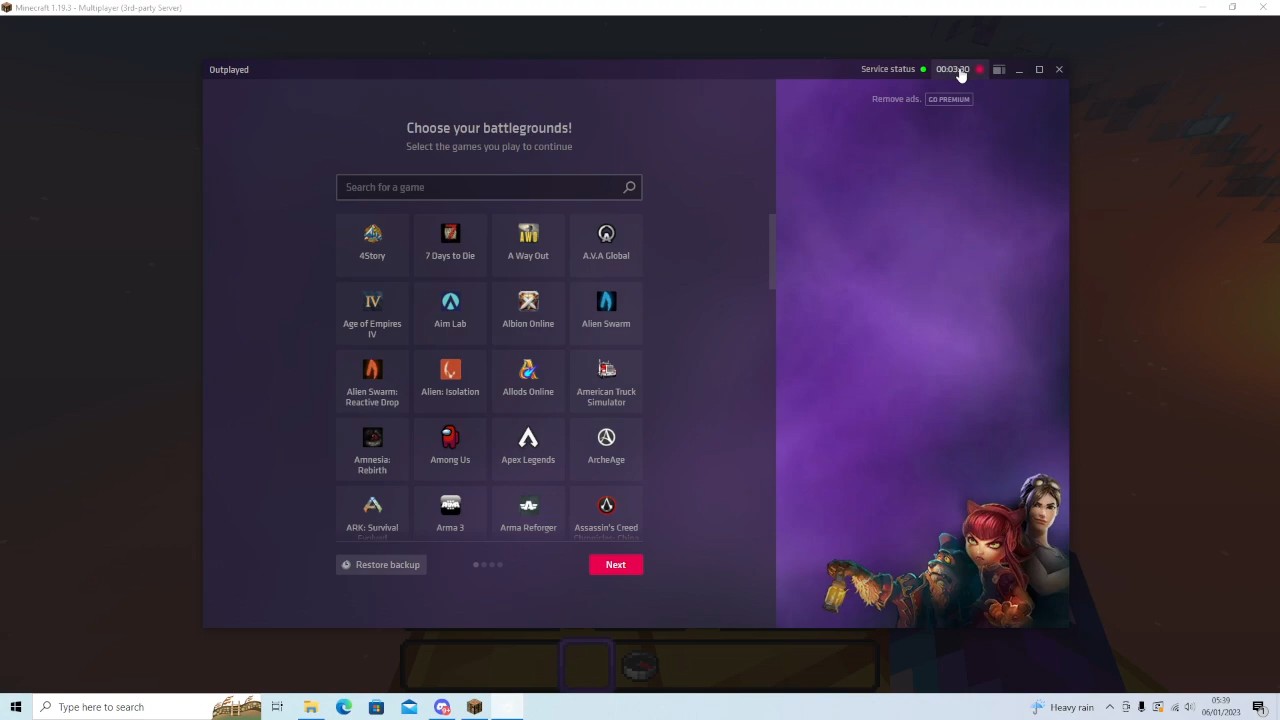 Minecraft 1.19.3 - Multiplayer (3rd-party Server)
Outplayed
Service status
00:03:30
Remove ads. GO PREMIUM
Choose your battlegrounds!
Select the games you play to continue
Search for a game
4Story
7 Days to Die
A Way Out
A.V.A Global
Age of Empires
IV
Aim Lab
Albion Online
Alien Swarm
Alien Swarm:
Reactive Drop
Alien: Isolation
Allods Online
American Truck
Simulator
Amnesia:
Rebirth
Among Us
Apex Legends
ArcheAge
ARK: Survival
Evolved
Arma 3
Arma Reforger
Assassin's Creed
Chronicles: China
Restore backup
Next
Type here to search
Heavy rain
05:39
06/01/2023